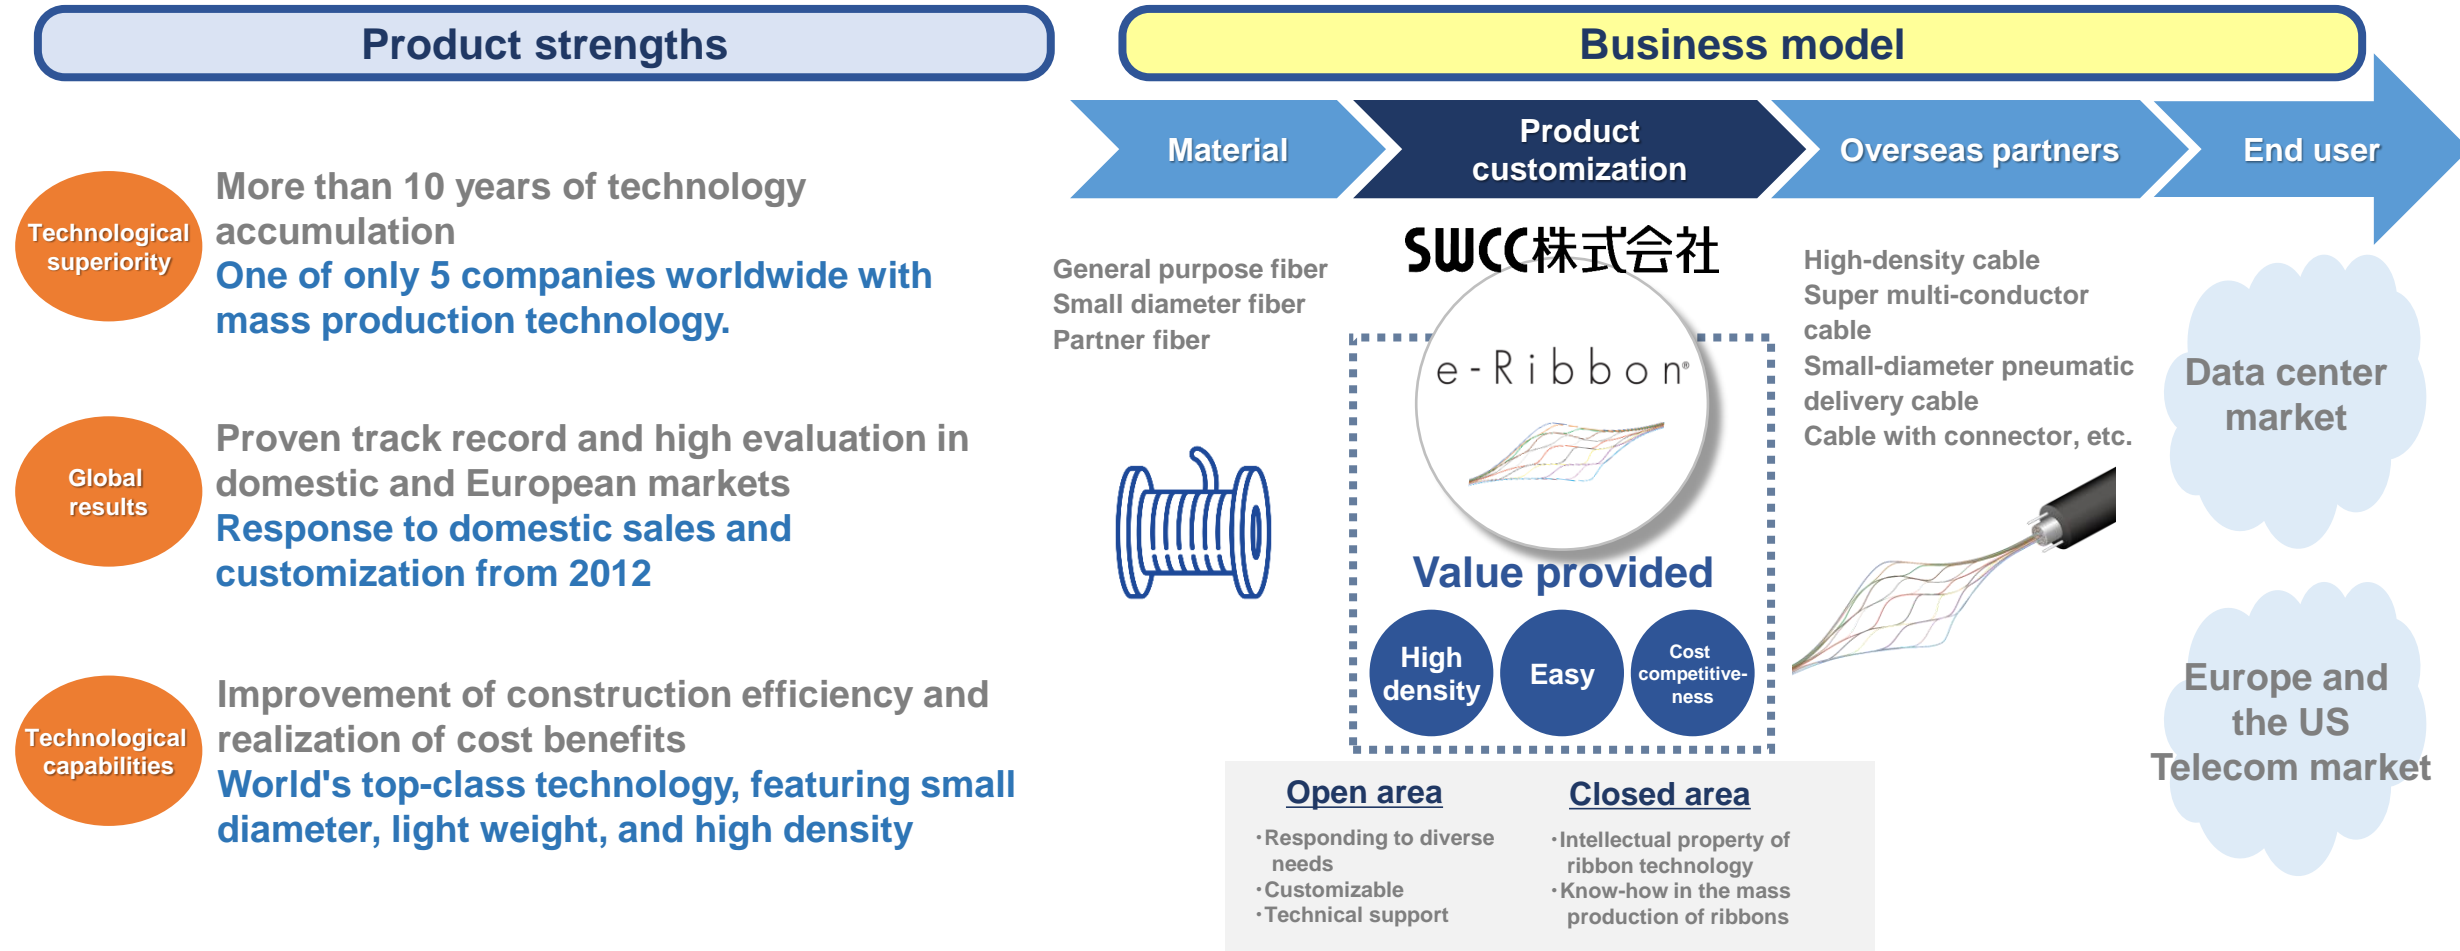 Product strengths
Technological
superiority
More than 10 years of technology
accumulation
One of only 5 companies worldwide with
mass production technology.
Global
results
Proven track record and high evaluation in
domestic and European markets
Response to domestic sales and
customization from 2012
Technological
capabilities
Improvement of construction efficiency and
realization of cost benefits
World's top-class technology, featuring small
diameter, light weight, and high density
Business model
Material
Product
customization
Overseas partners
End user
General purpose fiber
Small diameter fiber
Partner fiber
SWCC株式会社
e-Ribbon®
Value provided
High
density
Easy
Cost
competitive-
ness
High-density cable
Super multi-conductor
cable
Small-diameter pneumatic
delivery cable
Cable with connector, etc.
Data center
market
Europe and
the US
Telecom market
Open area
・Responding to diverse
needs
・Customizable
・Technical support
Closed area
・Intellectual property of
ribbon technology
・Know-how in the mass
production of ribbons